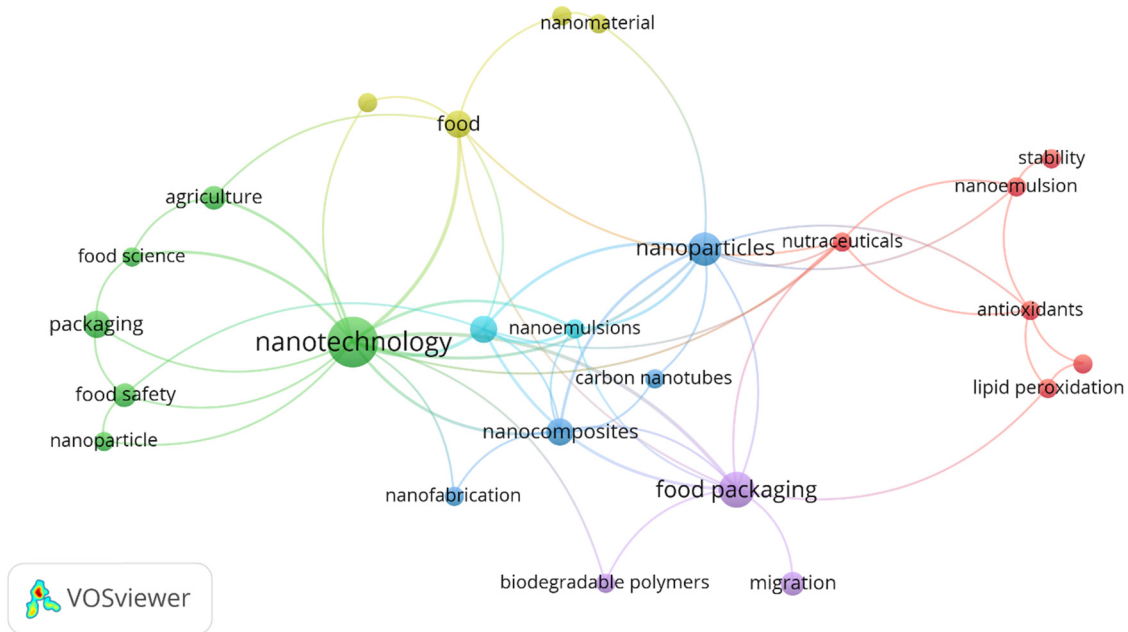 nanomaterial
food
stability
nanoemulsion
agriculture
nanoparticles
nutraceuticals
food science
packaging
nanotechnology
nanoemulsions
antioxidants
carbon nanotubes
lipid peroxidation
food safety
nanoparticle
nanocomposites
nanofabrication
food packaging
biodegradable polymers
migration
VOSviewer